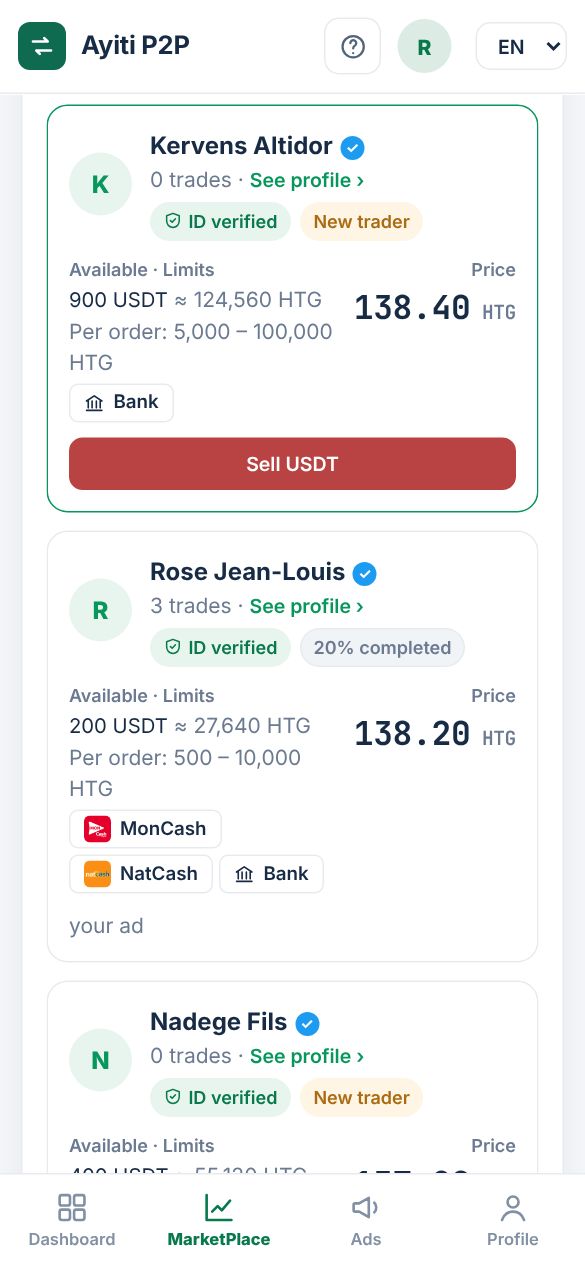 Ayiti P2P
R
EN
Kervens Altidor
K
0 trades · See profile ›
ID verified
New trader
Available · Limits
Price
900 USDT ≈ 124,560 HTG
138.40 HTG
Per order: 5,000 – 100,000
HTG
Bank
Sell USDT
Rose Jean-Louis
R
3 trades · See profile ›
ID verified
20% completed
Available · Limits
Price
200 USDT ≈ 27,640 HTG
138.20 HTG
Per order: 500 – 10,000
HTG
MonCash
NatCash
Bank
your ad
Nadege Fils
N
0 trades · See profile ›
ID verified
New trader
Available · Limits
Price
Dashboard
MarketPlace
Ads
Profile